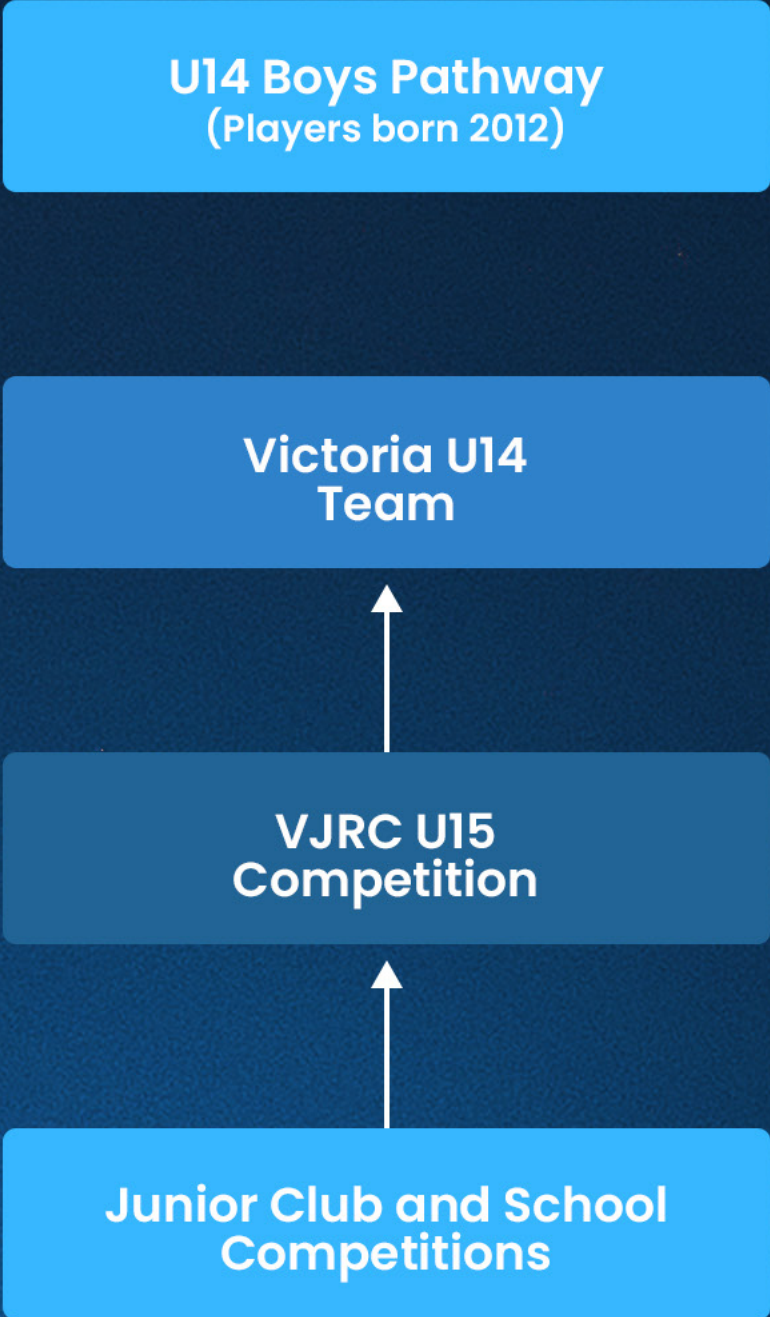 U14 Boys Pathway
(Players born 2012)
Victoria U14
Team
VJRC U15
Competition
Junior Club and School
Competitions